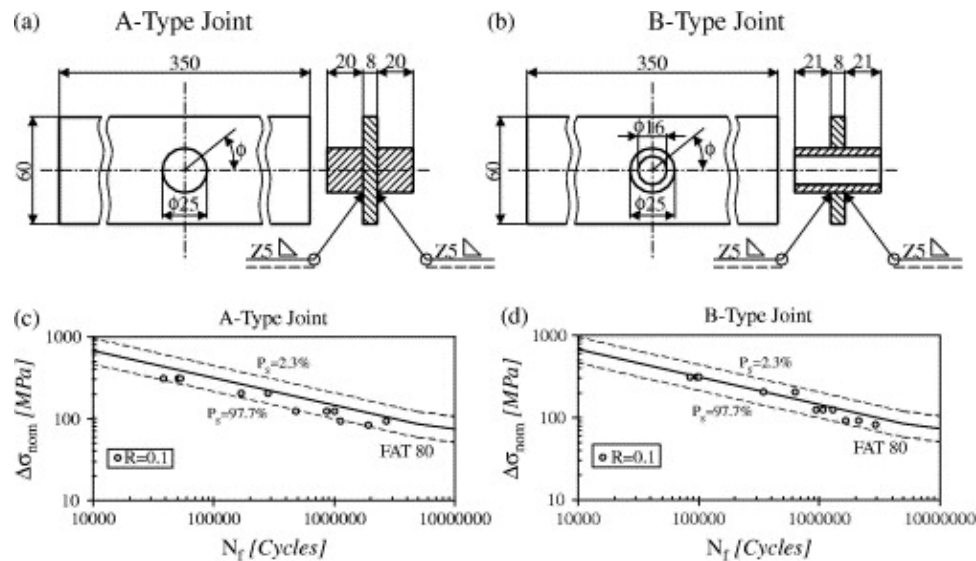 (a) A-Type Joint
350
20 8 20
60
ϕ
ϕ25
Z5 Z5
(b) B-Type Joint
350
21 8 21
60
ϕ16
ϕ
ϕ25
Z5 Z5
(c) A-Type Joint
1000
100
10
Δσnom [MPa]
Ps=2.3%
Ps=97.7%
FAT 80
R=0.1
10000 100000 1000000 10000000
Nf [Cycles]
(d) B-Type Joint
1000
100
10
Δσnom [MPa]
Ps=2.3%
Ps=97.7%
FAT 80
R=0.1
10000 100000 1000000 10000000
Nf [Cycles]